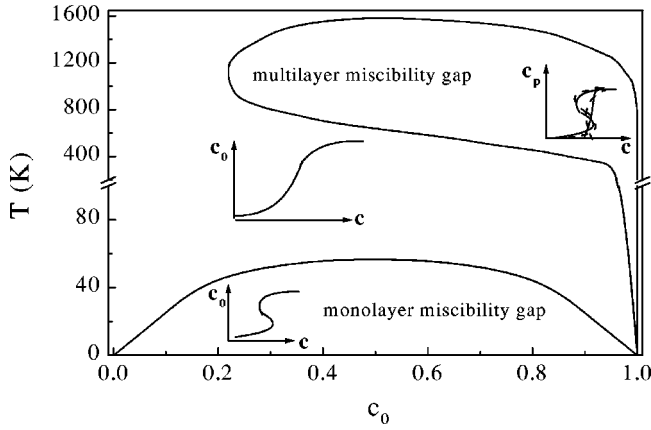 1600
1200
800
400
80
40
0
T (K)
multilayer miscibility gap
c_p
c
c_0
c
c_0
c
monolayer miscibility gap
0.0 0.2 0.4 0.6 0.8 1.0
c_0